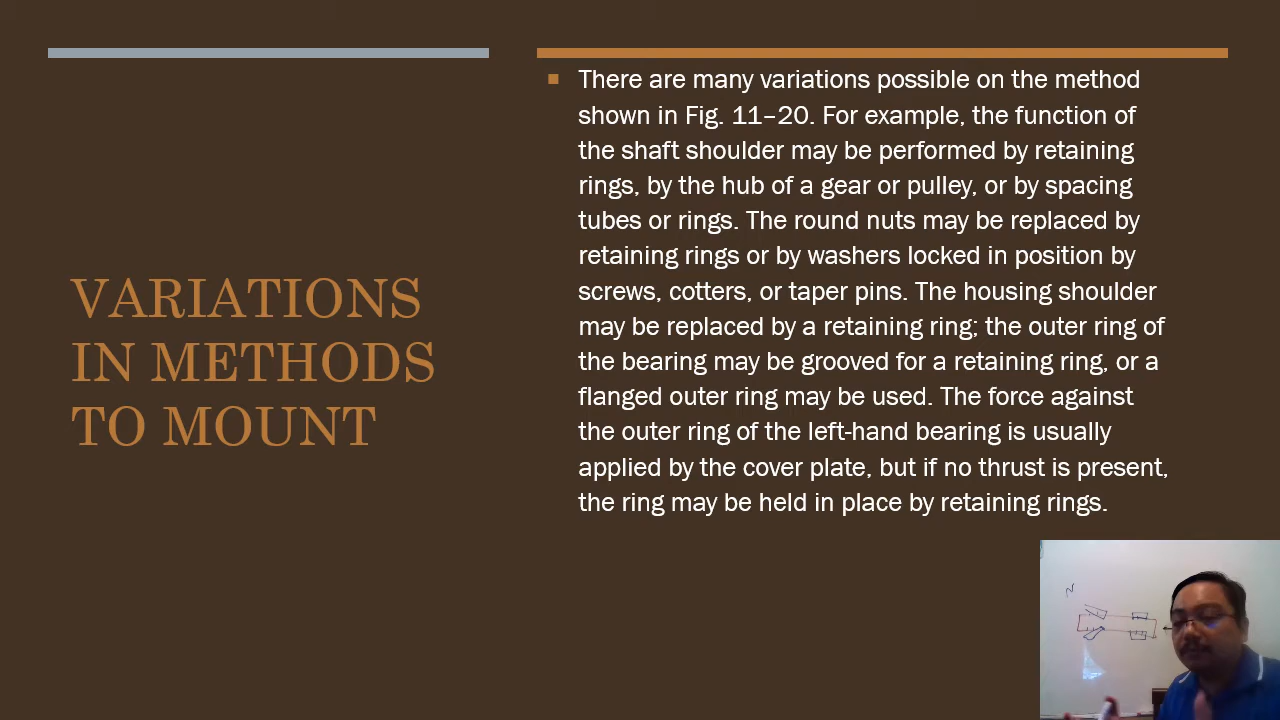 VARIATIONS
IN METHODS
TO MOUNT
There are many variations possible on the method
shown in Fig. 11–20. For example, the function of
the shaft shoulder may be performed by retaining
rings, by the hub of a gear or pulley, or by spacing
tubes or rings. The round nuts may be replaced by
retaining rings or by washers locked in position by
screws, cotters, or taper pins. The housing shoulder
may be replaced by a retaining ring; the outer ring of
the bearing may be grooved for a retaining ring, or a
flanged outer ring may be used. The force against
the outer ring of the left-hand bearing is usually
applied by the cover plate, but if no thrust is present,
the ring may be held in place by retaining rings.